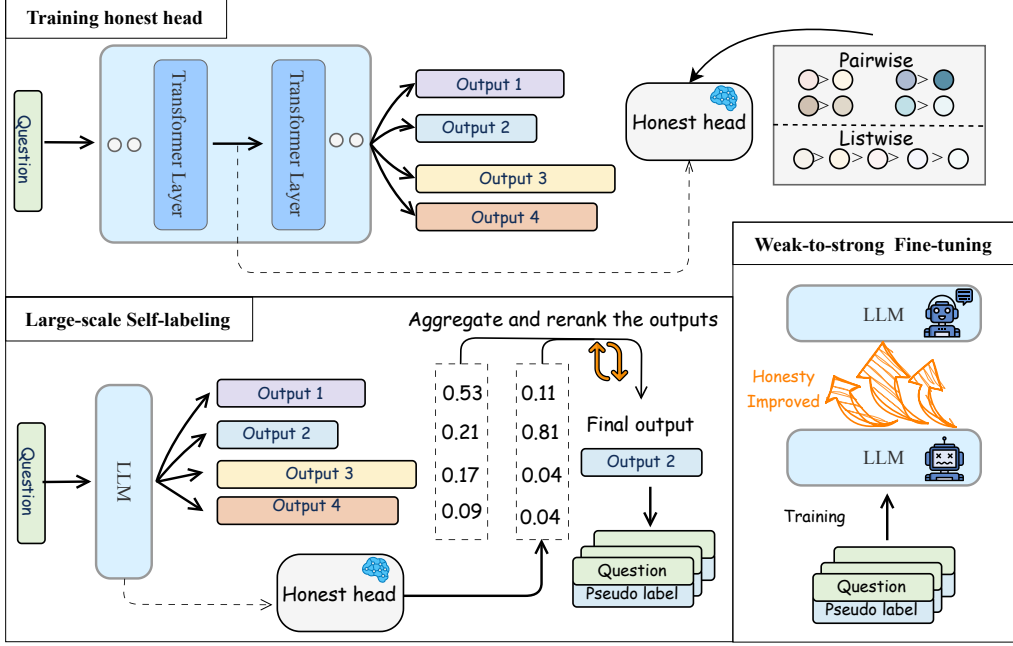 Training honest head
Question
Transformer Layer
Transformer Layer
Output 1
Output 2
Output 3
Output 4
Honest head
Pairwise
> >
> >
Listwise
> > > >
Large-scale Self-labeling
Question
LLM
Output 1
Output 2
Output 3
Output 4
Honest head
Aggregate and rerank the outputs
0.53 0.11
0.21 0.81
0.17 0.04
0.09 0.04
Final output
Output 2
Question
Pseudo label
Weak-to-strong Fine-tuning
LLM
Honesty
Improved
LLM
Training
Question
Pseudo label